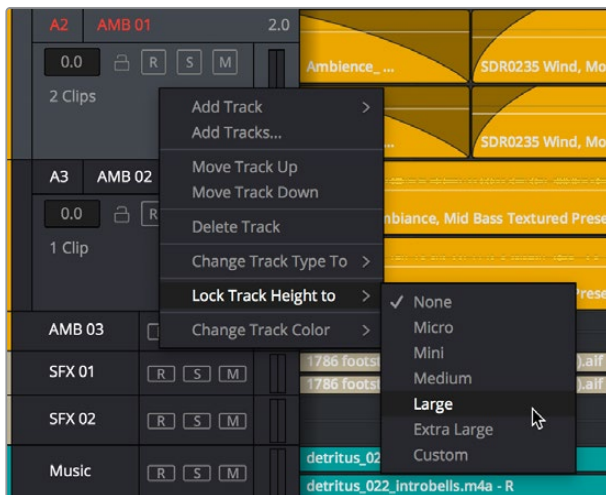 A2 AMB 01 2.0
0.0 R S M
2 Clips
Ambience_ ...
SDR0235 Wind, Mo
SDR0235 Wind, Mo
Add Track >
Add Tracks...
Move Track Up
Move Track Down
Delete Track
Change Track Type To >
Lock Track Height to >
Change Track Color >
A3 AMB 02
0.0 R
1 Clip
nbiance, Mid Bass Textured Prese
Prese
✓ None
Micro
Mini
Medium
Large
Extra Large
Custom
AMB 03
SFX 01 R S M
1786 footst ).aif
1786 footst ).aif
SFX 02 R S M
Music R S M
detritus_02
detritus_022_introbells.m4a - R